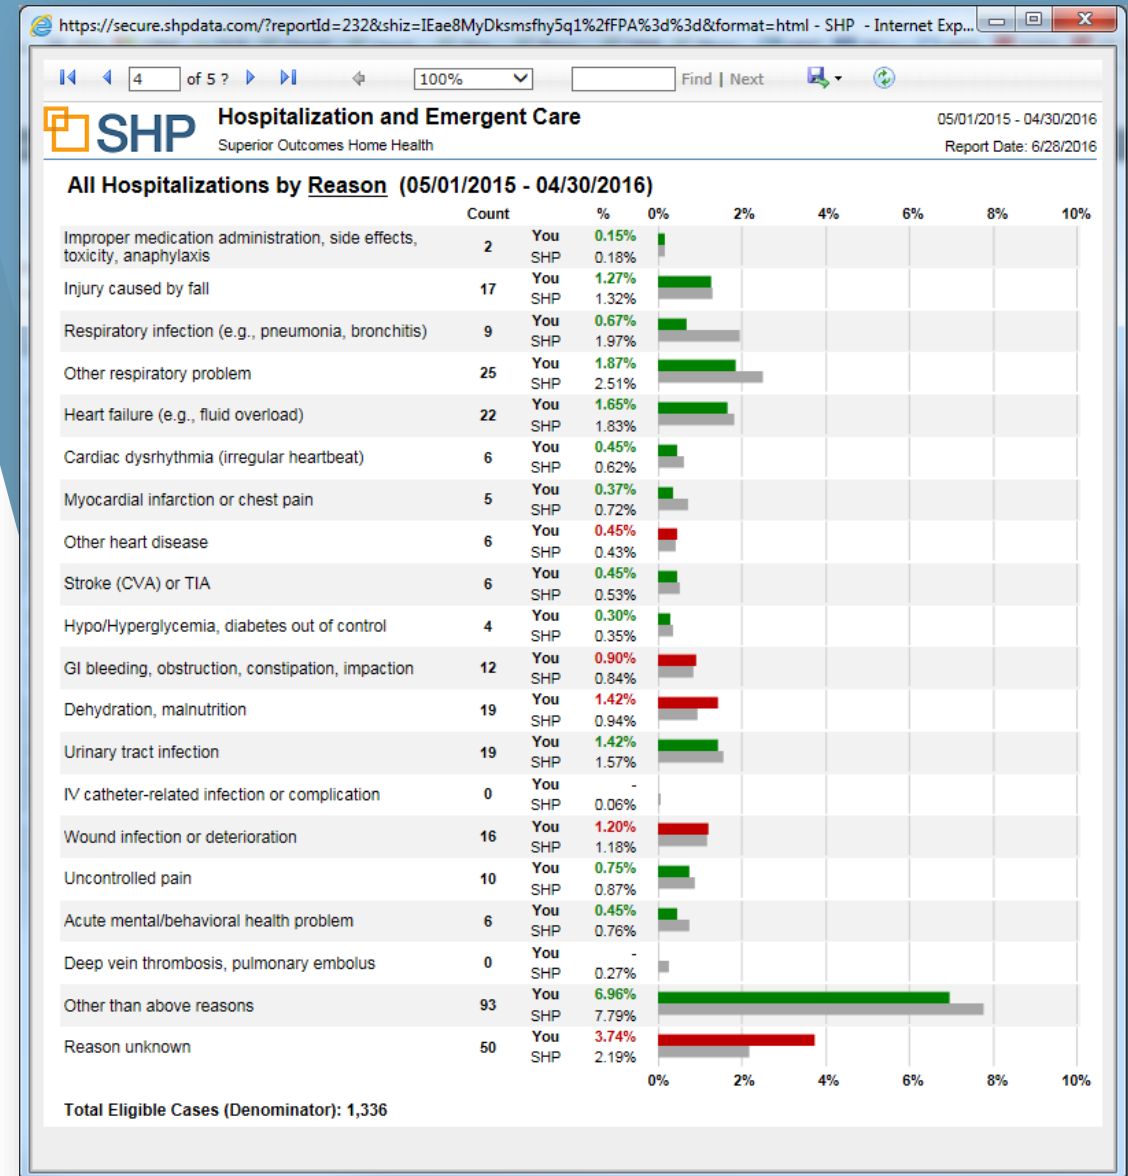 https://secure.shpdata.com/?reportId=232&shiz=IEae8MyDksmsfhy5q1%2fFPA%3d%3d&format=html - SHP - Internet Exp...
4 of 5 ? 100% Find | Next
SHP Hospitalization and Emergent Care 05/01/2015 - 04/30/2016
Superior Outcomes Home Health Report Date: 6/28/2016
All Hospitalizations by Reason (05/01/2015 - 04/30/2016)
Count % 0% 2% 4% 6% 8% 10%
Improper medication administration, side effects,
toxicity, anaphylaxis
2 You 0.15%
SHP 0.18%
Injury caused by fall 17 You 1.27%
SHP 1.32%
Respiratory infection (e.g., pneumonia, bronchitis) 9 You 0.67%
SHP 1.97%
Other respiratory problem 25 You 1.87%
SHP 2.51%
Heart failure (e.g., fluid overload) 22 You 1.65%
SHP 1.83%
Cardiac dysrhythmia (irregular heartbeat) 6 You 0.45%
SHP 0.62%
Myocardial infarction or chest pain 5 You 0.37%
SHP 0.72%
Other heart disease 6 You 0.45%
SHP 0.43%
Stroke (CVA) or TIA 6 You 0.45%
SHP 0.53%
Hypo/Hyperglycemia, diabetes out of control 4 You 0.30%
SHP 0.35%
GI bleeding, obstruction, constipation, impaction 12 You 0.90%
SHP 0.84%
Dehydration, malnutrition 19 You 1.42%
SHP 0.94%
Urinary tract infection 19 You 1.42%
SHP 1.57%
IV catheter-related infection or complication 0 You -
SHP 0.06%
Wound infection or deterioration 16 You 1.20%
SHP 1.18%
Uncontrolled pain 10 You 0.75%
SHP 0.87%
Acute mental/behavioral health problem 6 You 0.45%
SHP 0.76%
Deep vein thrombosis, pulmonary embolus 0 You -
SHP 0.27%
Other than above reasons 93 You 6.96%
SHP 7.79%
Reason unknown 50 You 3.74%
SHP 2.19%
0% 2% 4% 6% 8% 10%
Total Eligible Cases (Denominator): 1,336